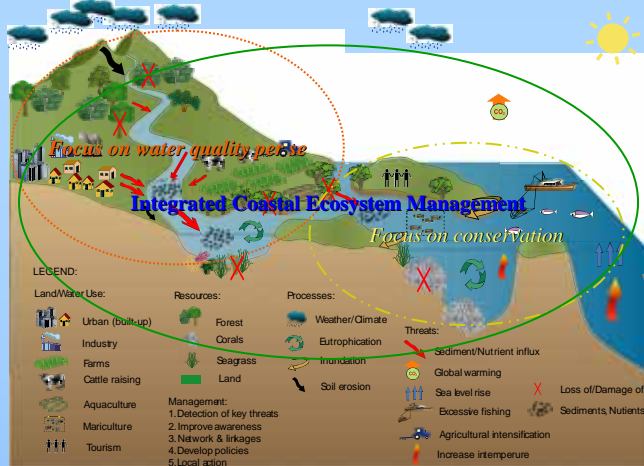 CO₂
Focus on water quality per se
Integrated Coastal Ecosystem Management
Focus on conservation
LEGEND:
Land/Water Use:
Urban (built-up)
Industry
Farms
Cattle raising
Aquaculture
Mariculture
Tourism
Resources:
Forest
Corals
Seagrass
Land
Management:
1. Detection of key threats
2. Improve awareness
3. Network & linkages
4. Develop policies
5. Local action
Processes:
Weather/Climate
Eutrophication
Inundation
Soil erosion
Threats:
Sediment/Nutrient influx
CO₂
Global warming
Sea level rise
Excessive fishing
Agricultural intensification
Increase intemperure
Loss of/Damage of
Sediments, Nutients